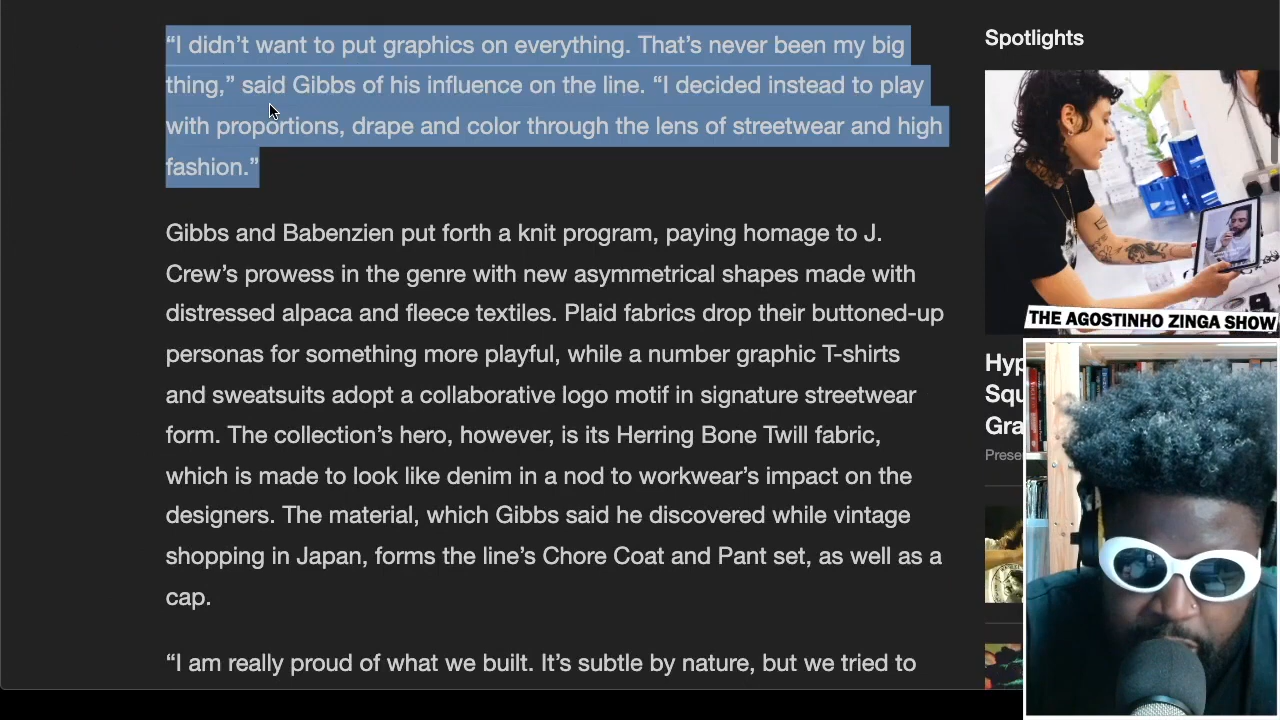 “I didn’t want to put graphics on everything. That’s never been my big
thing,” said Gibbs of his influence on the line. “I decided instead to play
with proportions, drape and color through the lens of streetwear and high
fashion.”
Gibbs and Babenzien put forth a knit program, paying homage to J.
Crew’s prowess in the genre with new asymmetrical shapes made with
distressed alpaca and fleece textiles. Plaid fabrics drop their buttoned-up
personas for something more playful, while a number graphic T-shirts
and sweatsuits adopt a collaborative logo motif in signature streetwear
form. The collection’s hero, however, is its Herring Bone Twill fabric,
which is made to look like denim in a nod to workwear’s impact on the
designers. The material, which Gibbs said he discovered while vintage
shopping in Japan, forms the line’s Chore Coat and Pant set, as well as a
cap.
“I am really proud of what we built. It’s subtle by nature, but we tried to
Spotlights
THE AGOSTINHO ZINGA SHOW
Hyp
Squ
Gra
Prese